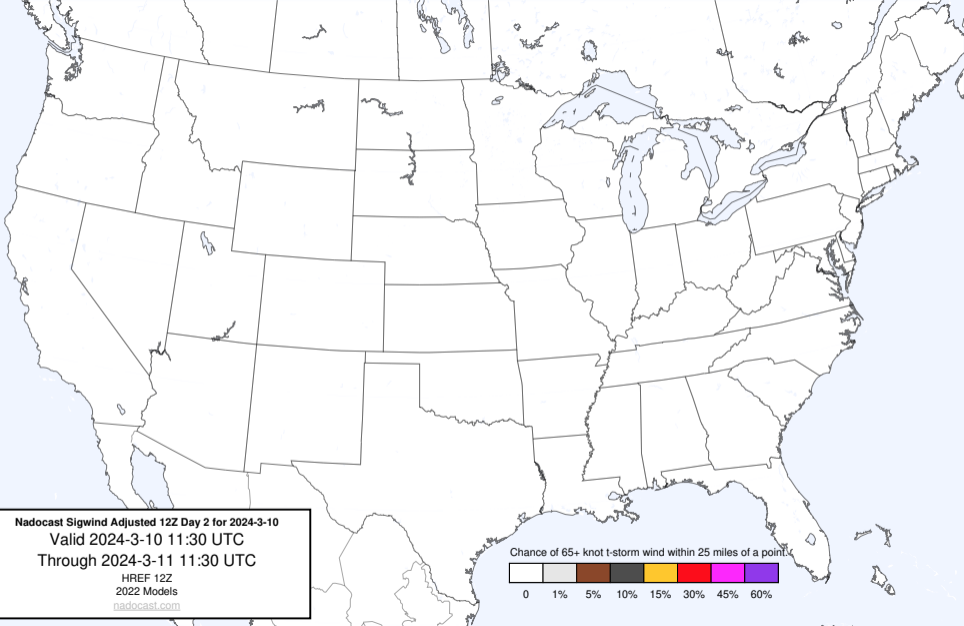 Nadocast Sigwind Adjusted 12Z Day 2 for 2024-3-10
Valid 2024-3-10 11:30 UTC
Through 2024-3-11 11:30 UTC
HREF 12Z
2022 Models
nadocast.com
Chance of 65+ knot t-storm wind within 25 miles of a point.
0 1% 5% 10% 15% 30% 45% 60%